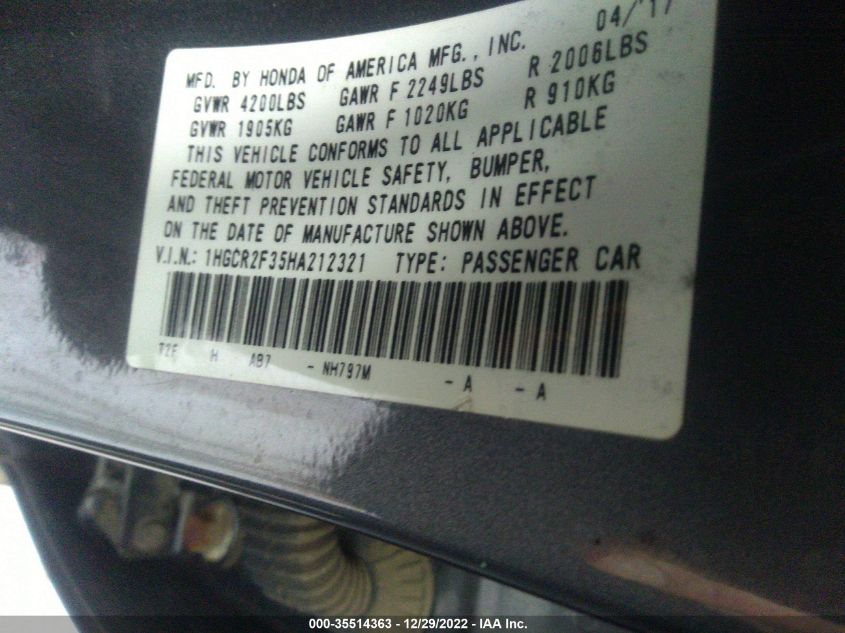 04/'17
MFD. BY HONDA OF AMERICA MFG., INC.
GVWR 4200LBS GAWR F 2249LBS R 2006LBS
GVWR 1905KG GAWR F 1020KG R 910KG
THIS VEHICLE CONFORMS TO ALL APPLICABLE
FEDERAL MOTOR VEHICLE SAFETY, BUMPER,
AND THEFT PREVENTION STANDARDS IN EFFECT
ON THE DATE OF MANUFACTURE SHOWN ABOVE.
V.I.N.: 1HGCR2F35HA212321 TYPE: PASSENGER CAR
T2F H AB7 - NH797M - A - A
000-35514363 - 12/29/2022 - IAA Inc.